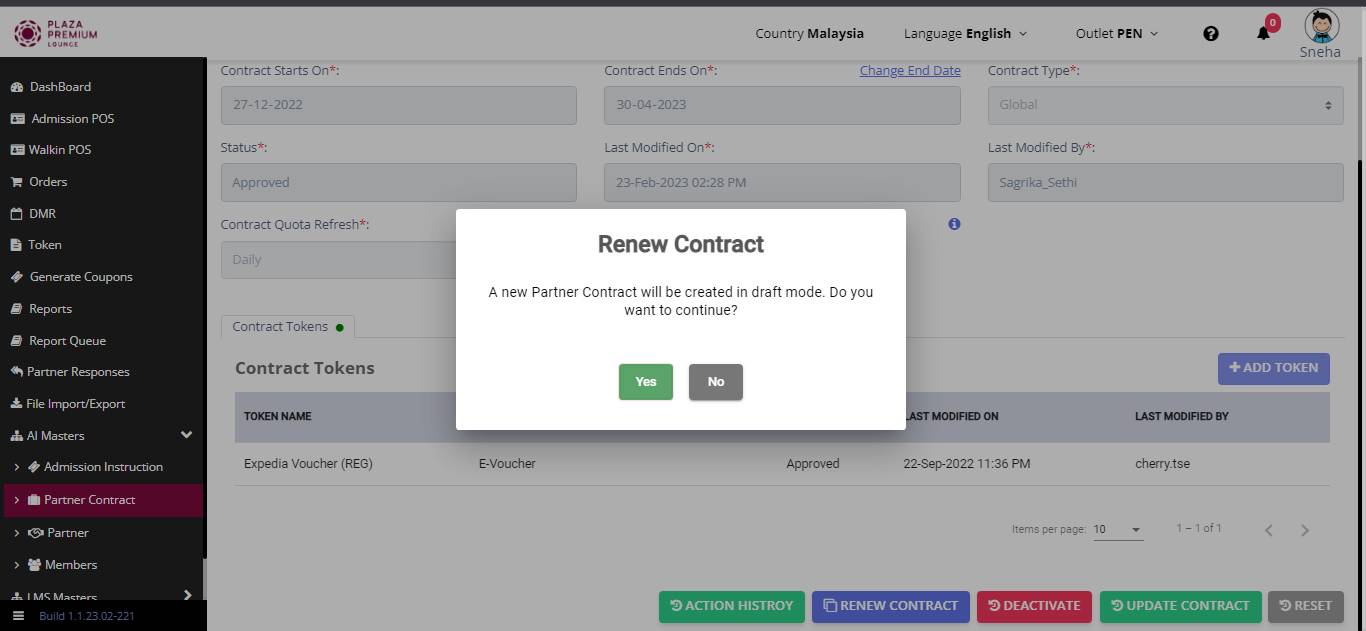 PLAZA
PREMIUM
LOUNGE
Country Malaysia
Language English
Outlet PEN
?
0
Sneha
DashBoard
Admission POS
Walkin POS
Orders
DMR
Token
Generate Coupons
Reports
Report Queue
Partner Responses
File Import/Export
AI Masters
Admission Instruction
Partner Contract
Partner
Members
LMS Masters
Build 1.1.23.02-221
Contract Starts On*:
27-12-2022
Contract Ends On*:
Change End Date
30-04-2023
Contract Type*:
Global
Status*:
Approved
Last Modified On*:
23-Feb-2023 02:28 PM
Last Modified By*:
Sagrika_Sethi
Contract Quota Refresh*:
Daily
Renew Contract
A new Partner Contract will be created in draft mode. Do you
want to continue?
Yes
No
Contract Tokens
Contract Tokens
ADD TOKEN
TOKEN NAME
LAST MODIFIED ON
LAST MODIFIED BY
Expedia Voucher (REG)
E-Voucher
Approved
22-Sep-2022 11:36 PM
cherry.tse
Items per page: 10
1 – 1 of 1
ACTION HISTROY
RENEW CONTRACT
DEACTIVATE
UPDATE CONTRACT
RESET